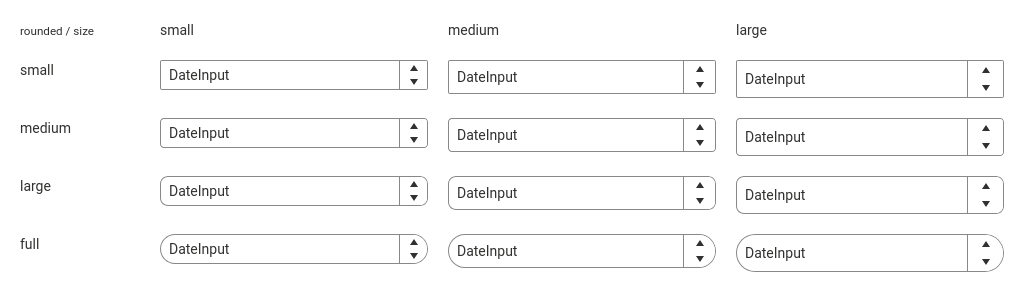 rounded / size small medium large
small DateInput DateInput DateInput
medium DateInput DateInput DateInput
large DateInput DateInput DateInput
full DateInput DateInput DateInput